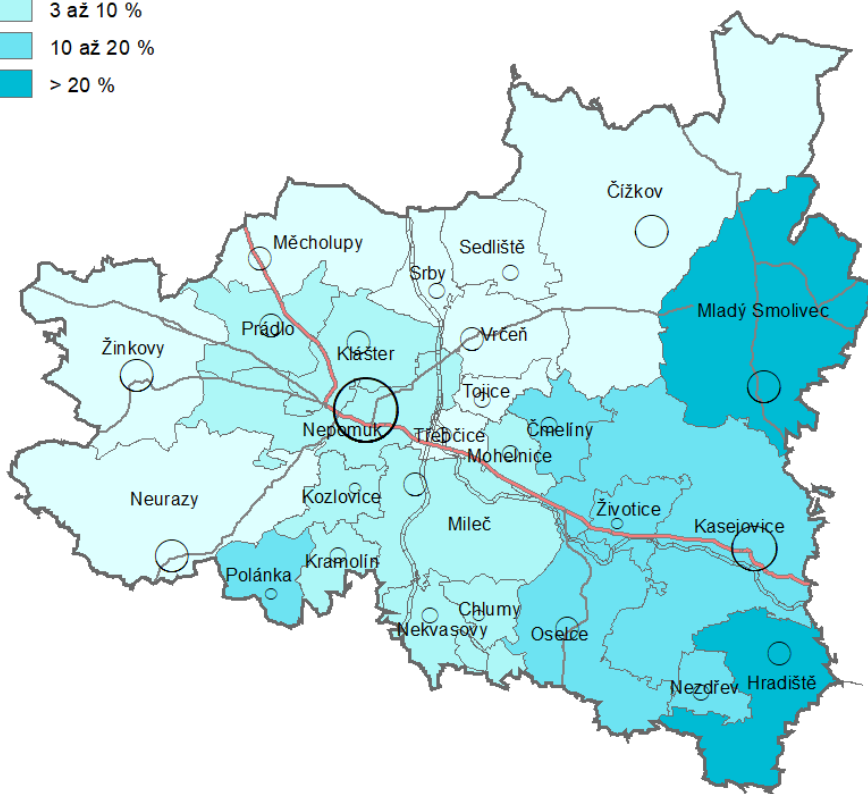 3 až 10 %
10 až 20 %
> 20 %
Čížkov
Měcholupy
Sedliště
Srby
Mladý Smolivec
Prádlo
Vrčeň
Žinkovy
Klášter
Tojice
Nepomuk
Třebčice
Čmelíny
Mohelnice
Neurazy
Kozlovice
Životice
Mileč
Kasejovice
Polánka
Kramolín
Chlumy
Nekvasovy
Oselce
Nezdřev
Hradiště